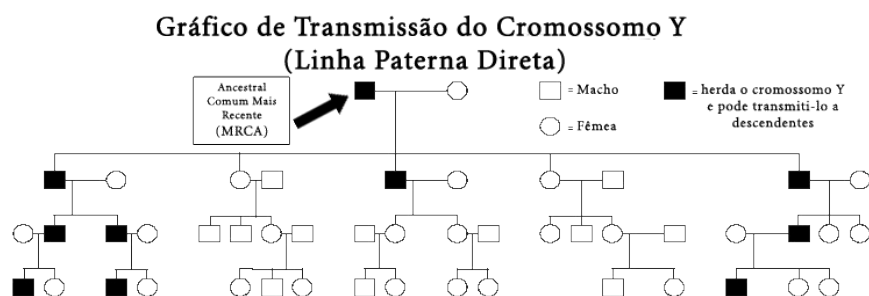 Gráfico de Transmissão do Cromossomo Y
(Linha Paterna Direta)
Ancestral
Comum Mais
Recente
(MRCA)
= Macho
= Fêmea
= herda o cromossomo Y
e pode transmiti-lo a
descendentes